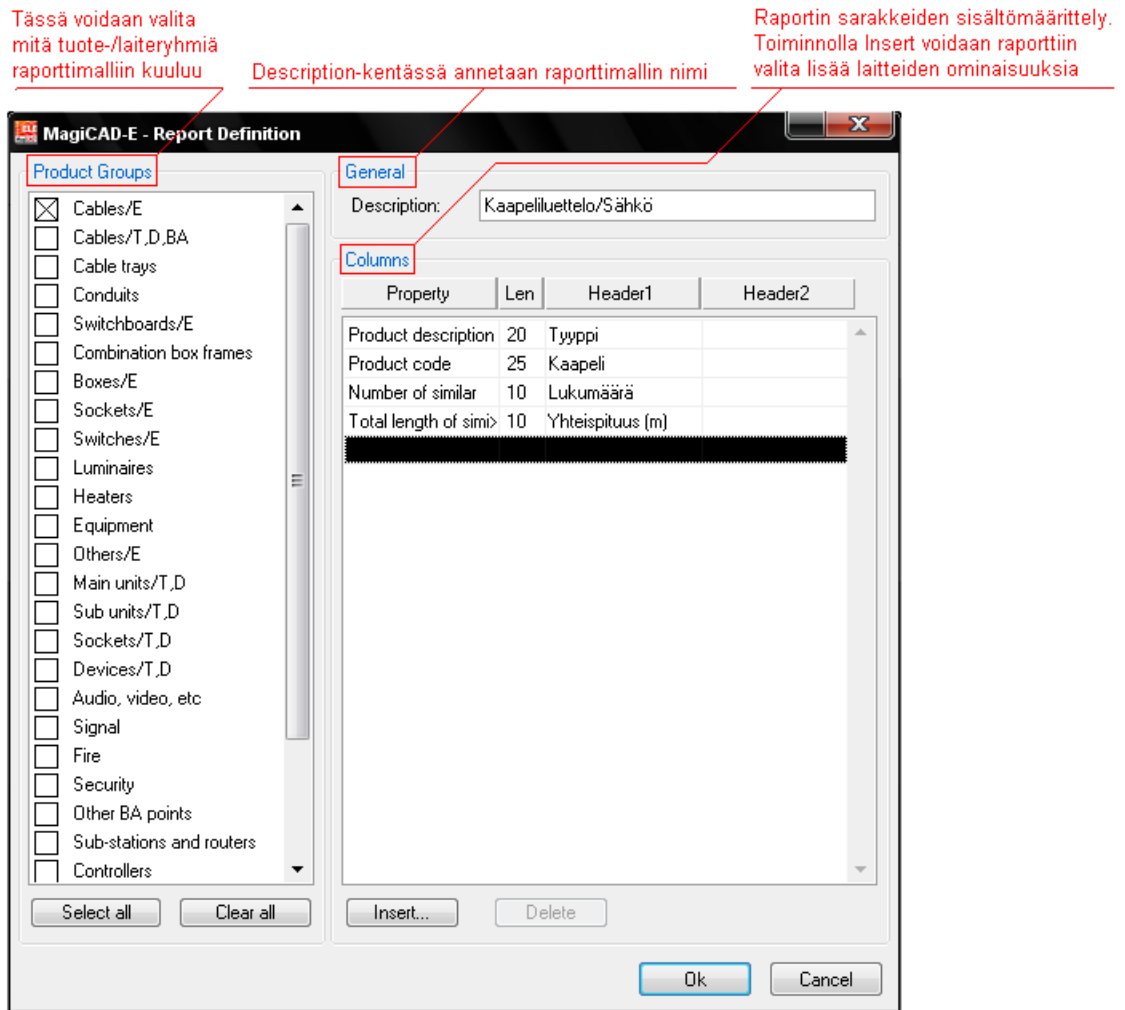 Tässä voidaan valita
mitä tuote-/laiteryhmiä
raporttimalliin kuuluu
Description-kentässä annetaan raporttimallin nimi
Raportin sarakkeiden sisältömäärittely.
Toiminnolla Insert voidaan raporttiin
valita lisää laitteiden ominaisuuksia
MagiCAD-E - Report Definition
Product Groups
Cables/E
Cables/T,D,BA
Cable trays
Conduits
Switchboards/E
Combination box frames
Boxes/E
Sockets/E
Switches/E
Luminaires
Heaters
Equipment
Others/E
Main units/T,D
Sub units/T,D
Sockets/T,D
Devices/T,D
Audio, video, etc
Signal
Fire
Security
Other BA points
Sub-stations and routers
Controllers
Select all Clear all
General
Description: Kaapeliluettelo/Sähkö
Columns
Property Len Header1 Header2
Product description 20 Tyyppi
Product code 25 Kaapeli
Number of similar 10 Lukumäärä
Total length of simi> 10 Yhteispituus (m)
Insert... Delete
Ok Cancel